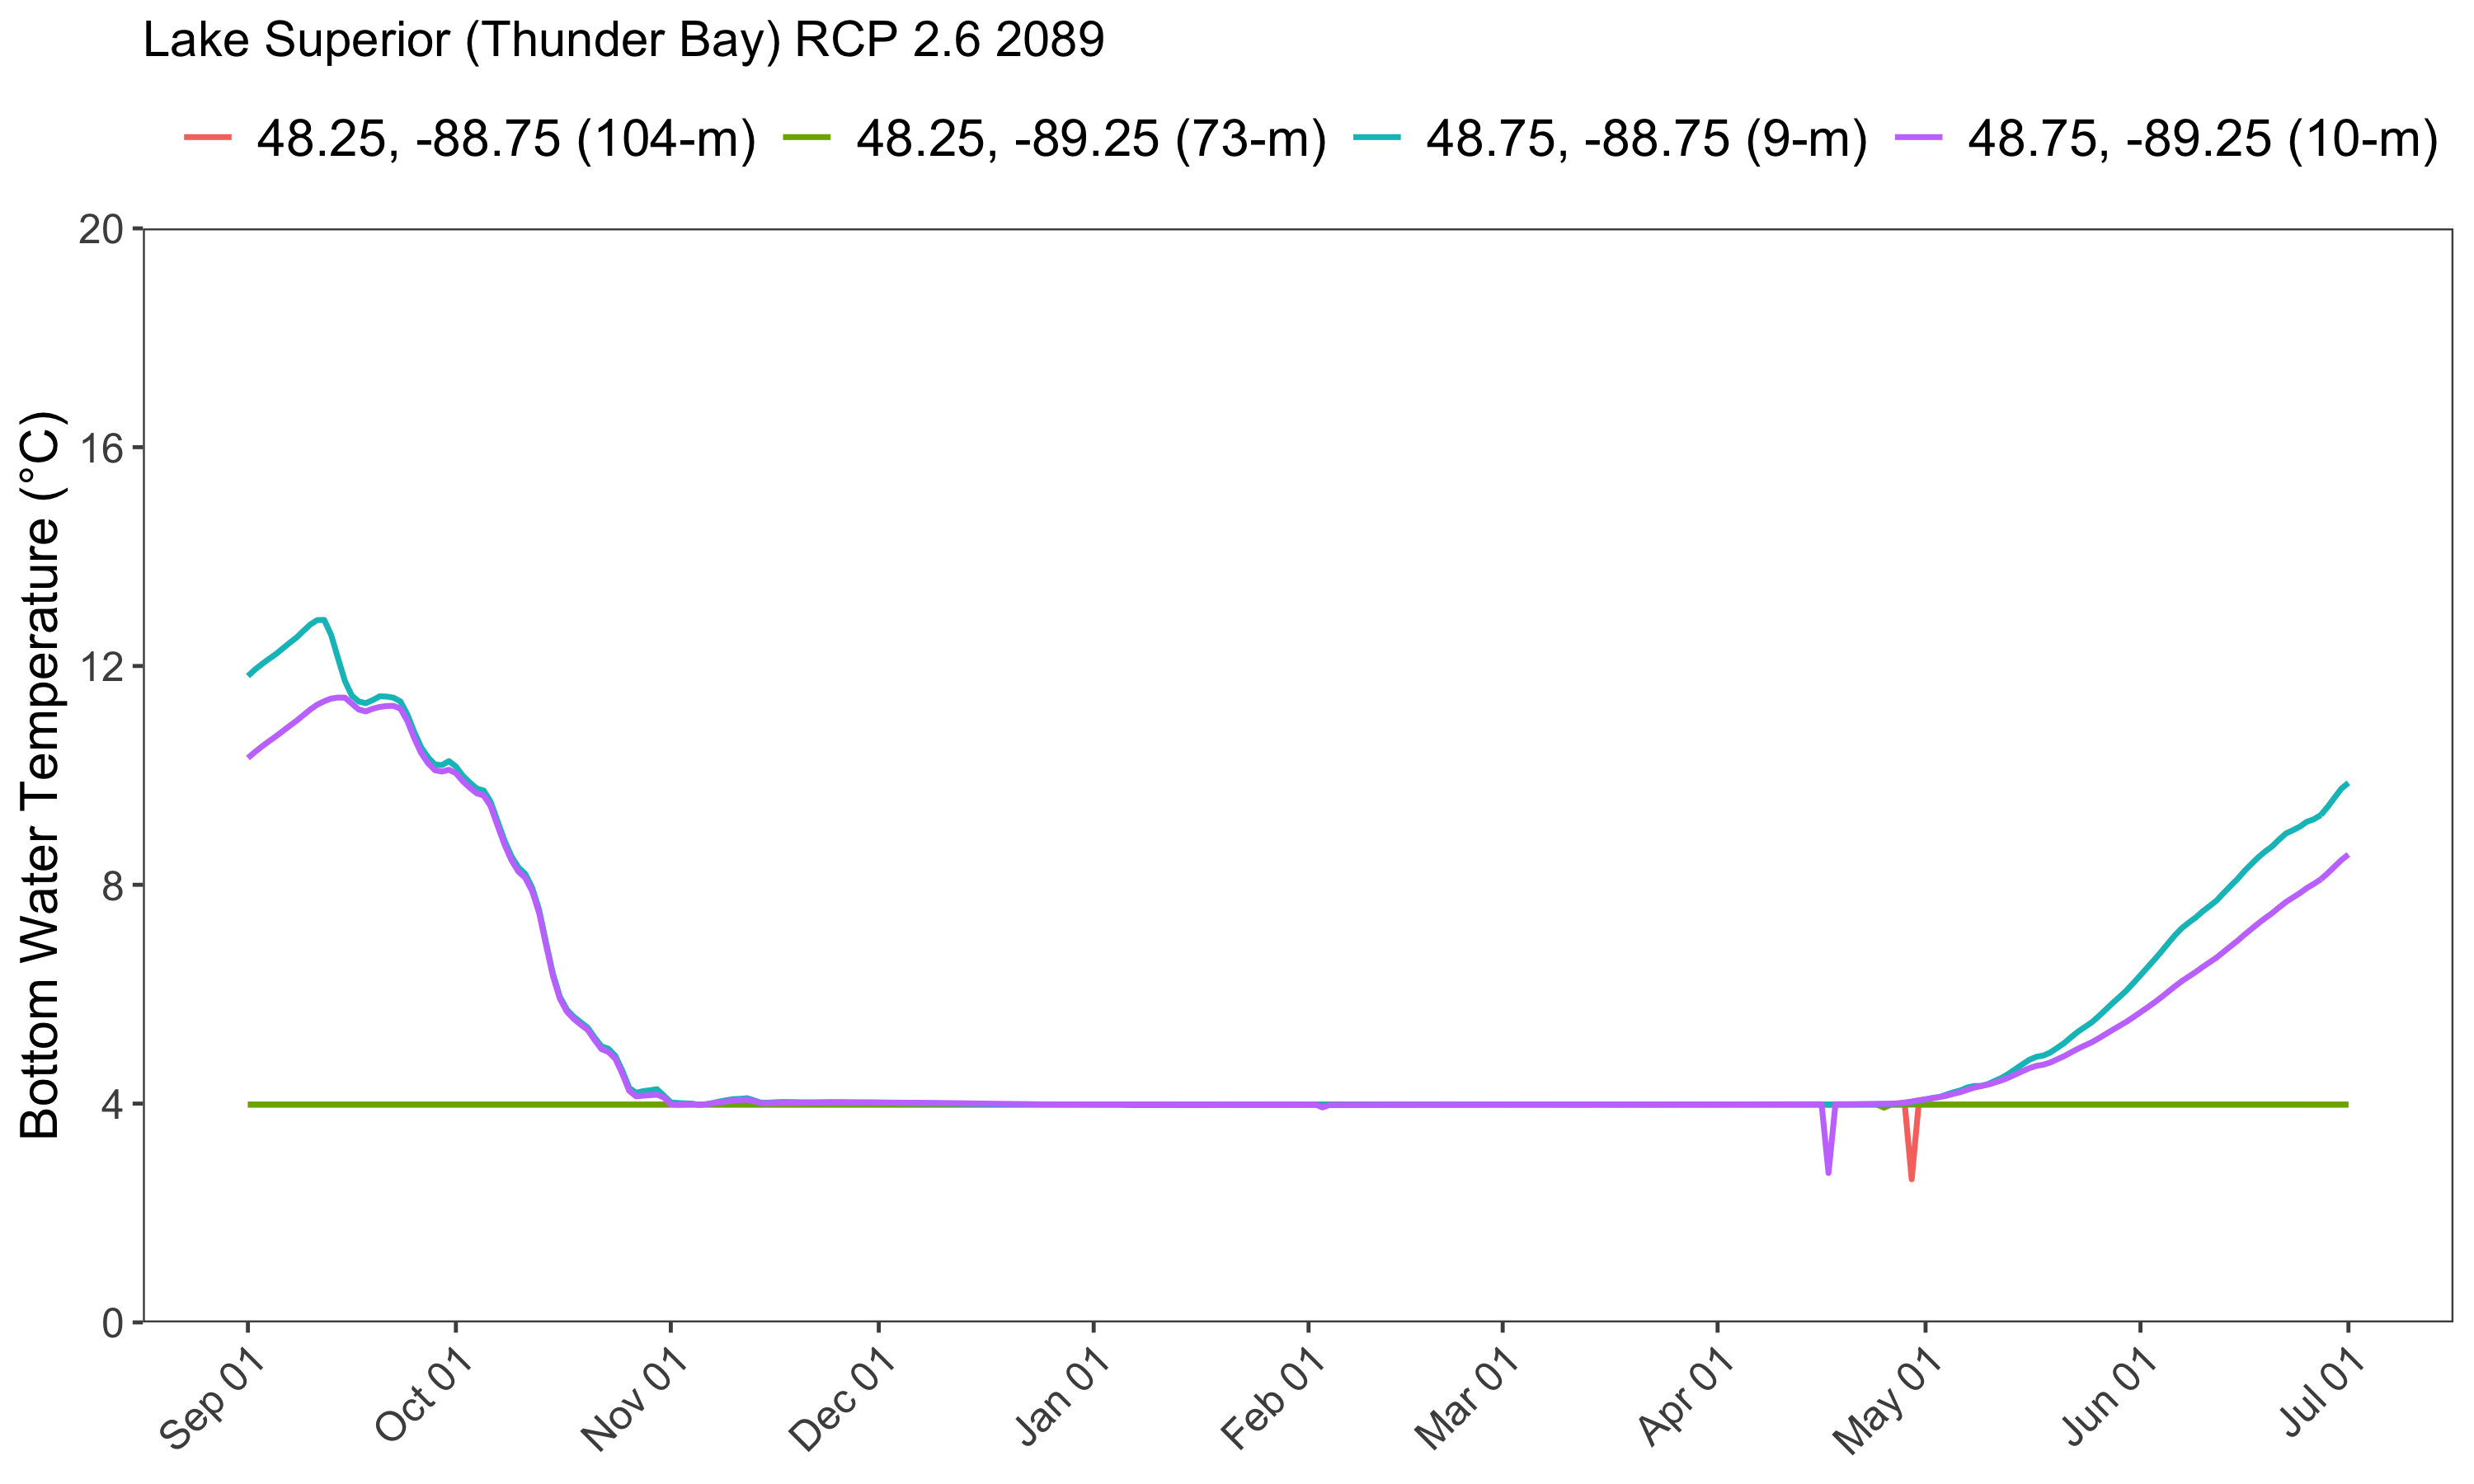 Lake Superior (Thunder Bay) RCP 2.6 2089
48.25, -88.75 (104-m) 48.25, -89.25 (73-m) 48.75, -88.75 (9-m) 48.75, -89.25 (10-m)
Bottom Water Temperature (°C)
20
16
12
8
4
0
Sep 01 Oct 01 Nov 01 Dec 01 Jan 01 Feb 01 Mar 01 Apr 01 May 01 Jun 01 Jul 01